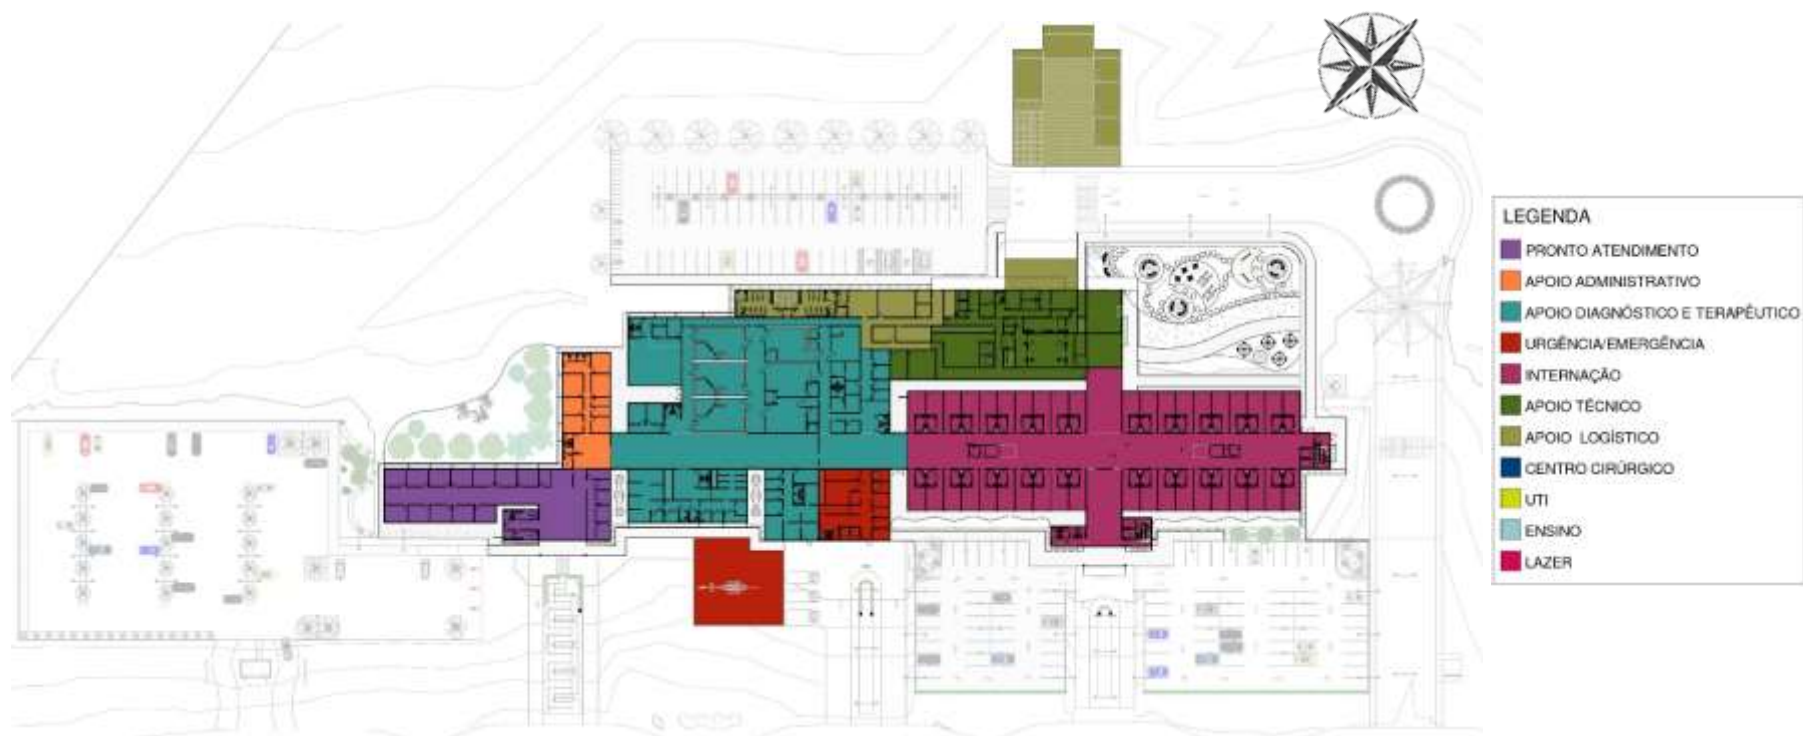 LEGENDA
PRONTO ATENDIMENTO
APOIO ADMINISTRATIVO
APOIO DIAGNÓSTICO E TERAPÊUTICO
URGÊNCIA/EMERGÊNCIA
INTERNAÇÃO
APOIO TÉCNICO
APOIO LOGÍSTICO
CENTRO CIRÚRGICO
UTI
ENSINO
LAZER